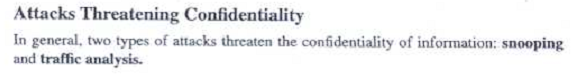 Attacks Threatening Confidentiality
In general, two types of attacks threaten the confidentiality of information: snooping
and traffic analysis.